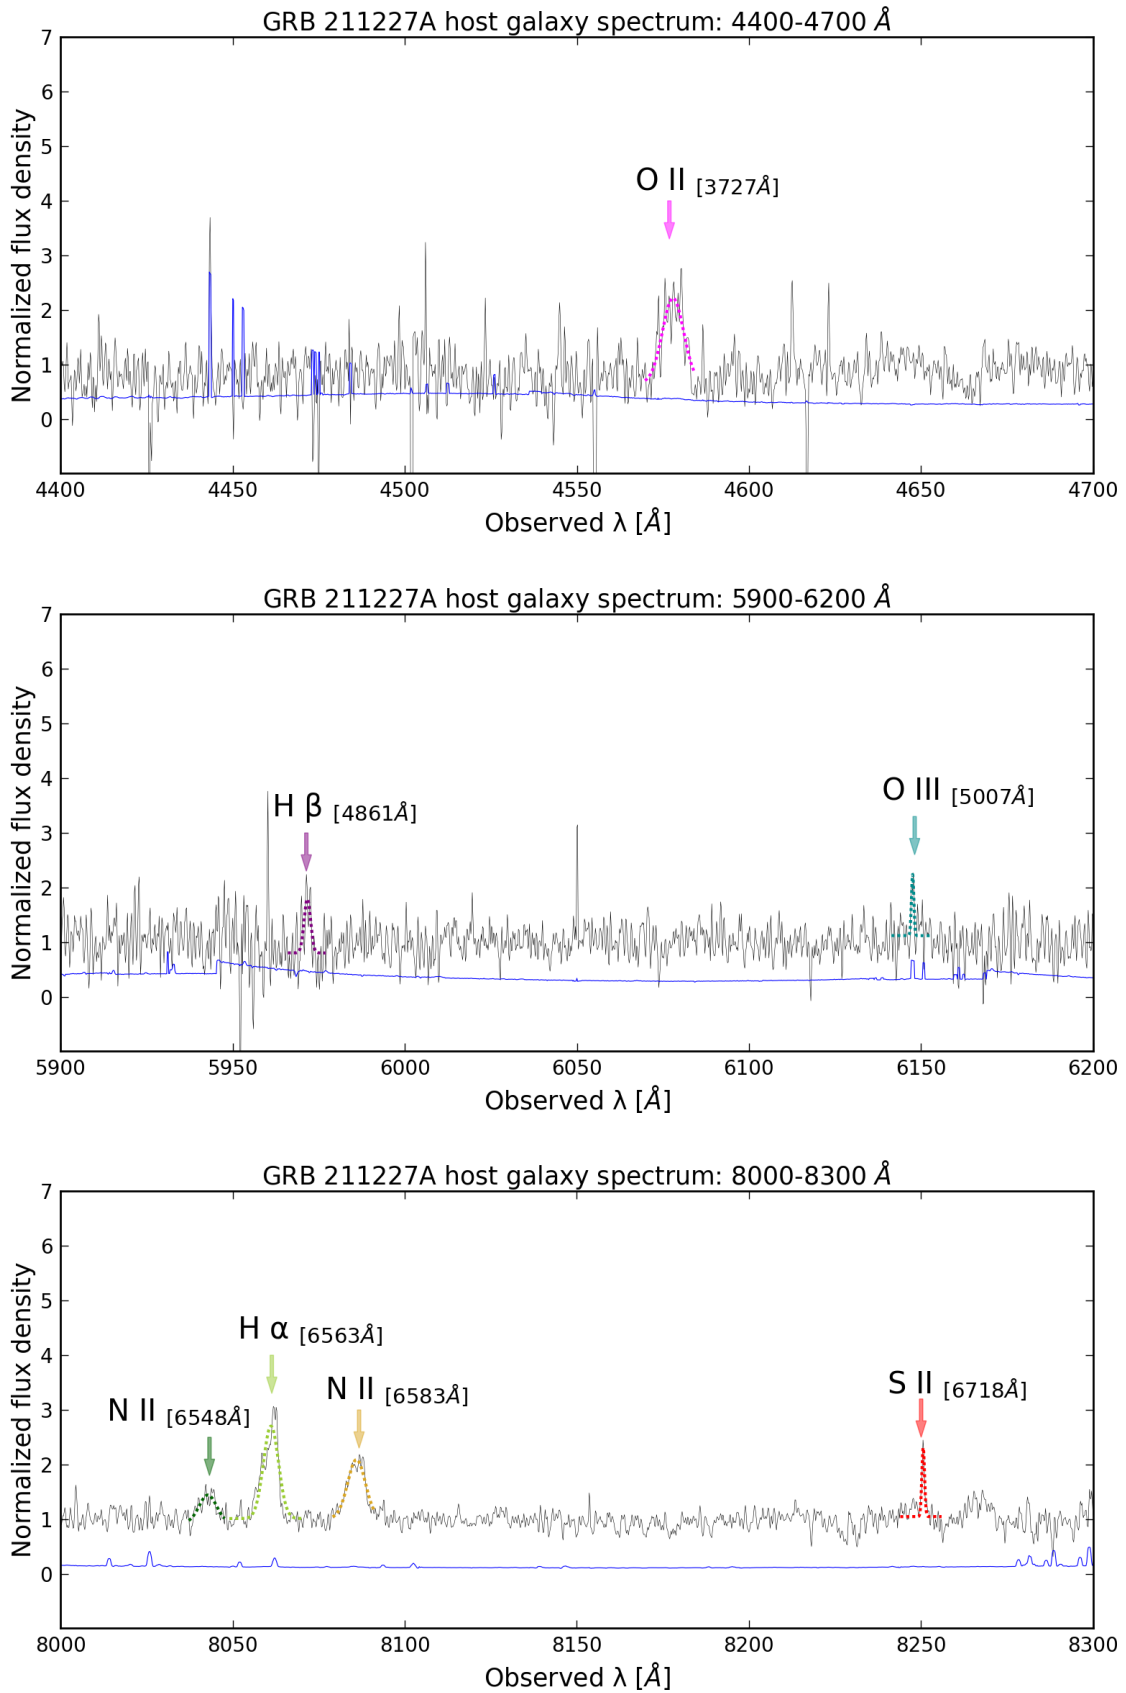 GRB 211227A host galaxy spectrum: 4400-4700 Å
7
6
5
4
3
2
1
0
Normalized flux density
O II [3727Å]
4400 4450 4500 4550 4600 4650 4700
Observed λ [Å]
GRB 211227A host galaxy spectrum: 5900-6200 Å
7
6
5
4
3
2
1
0
Normalized flux density
H β [4861Å]
O III [5007Å]
5900 5950 6000 6050 6100 6150 6200
Observed λ [Å]
GRB 211227A host galaxy spectrum: 8000-8300 Å
7
6
5
4
3
2
1
0
Normalized flux density
N II [6548Å]
H α [6563Å]
N II [6583Å]
S II [6718Å]
8000 8050 8100 8150 8200 8250 8300
Observed λ [Å]